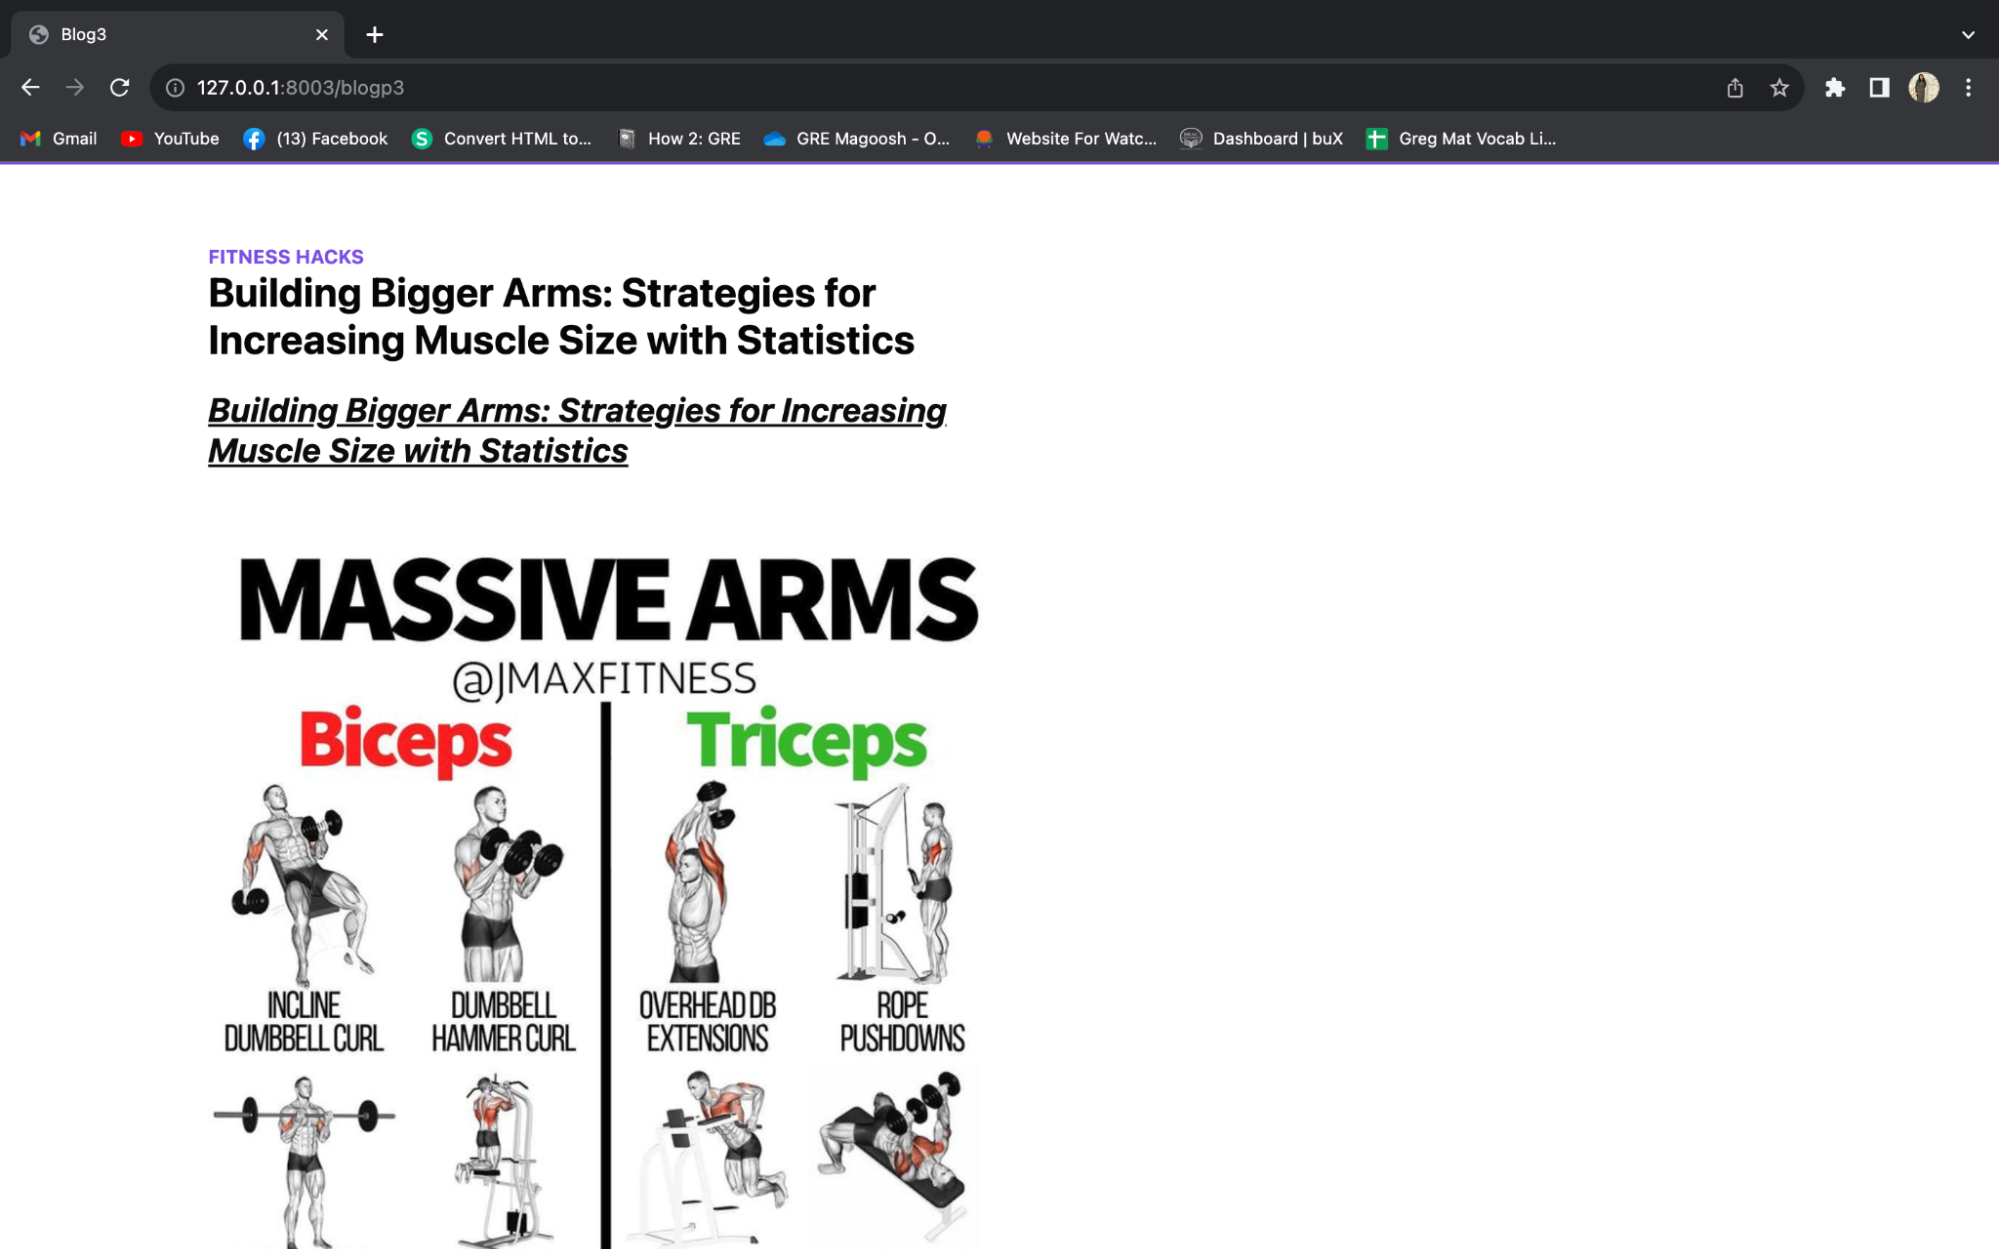 Blog3
127.0.0.1:8003/blogp3
Gmail YouTube (13) Facebook Convert HTML to... How 2: GRE GRE Magoosh - O... Website For Watc... Dashboard | buX Greg Mat Vocab Li...
FITNESS HACKS
Building Bigger Arms: Strategies for
Increasing Muscle Size with Statistics
Building Bigger Arms: Strategies for Increasing
Muscle Size with Statistics
MASSIVE ARMS
@JMAXFITNESS
Biceps Triceps
INCLINE DUMBBELL OVERHEAD DB ROPE
DUMBBELL CURL HAMMER CURL EXTENSIONS PUSHDOWNS